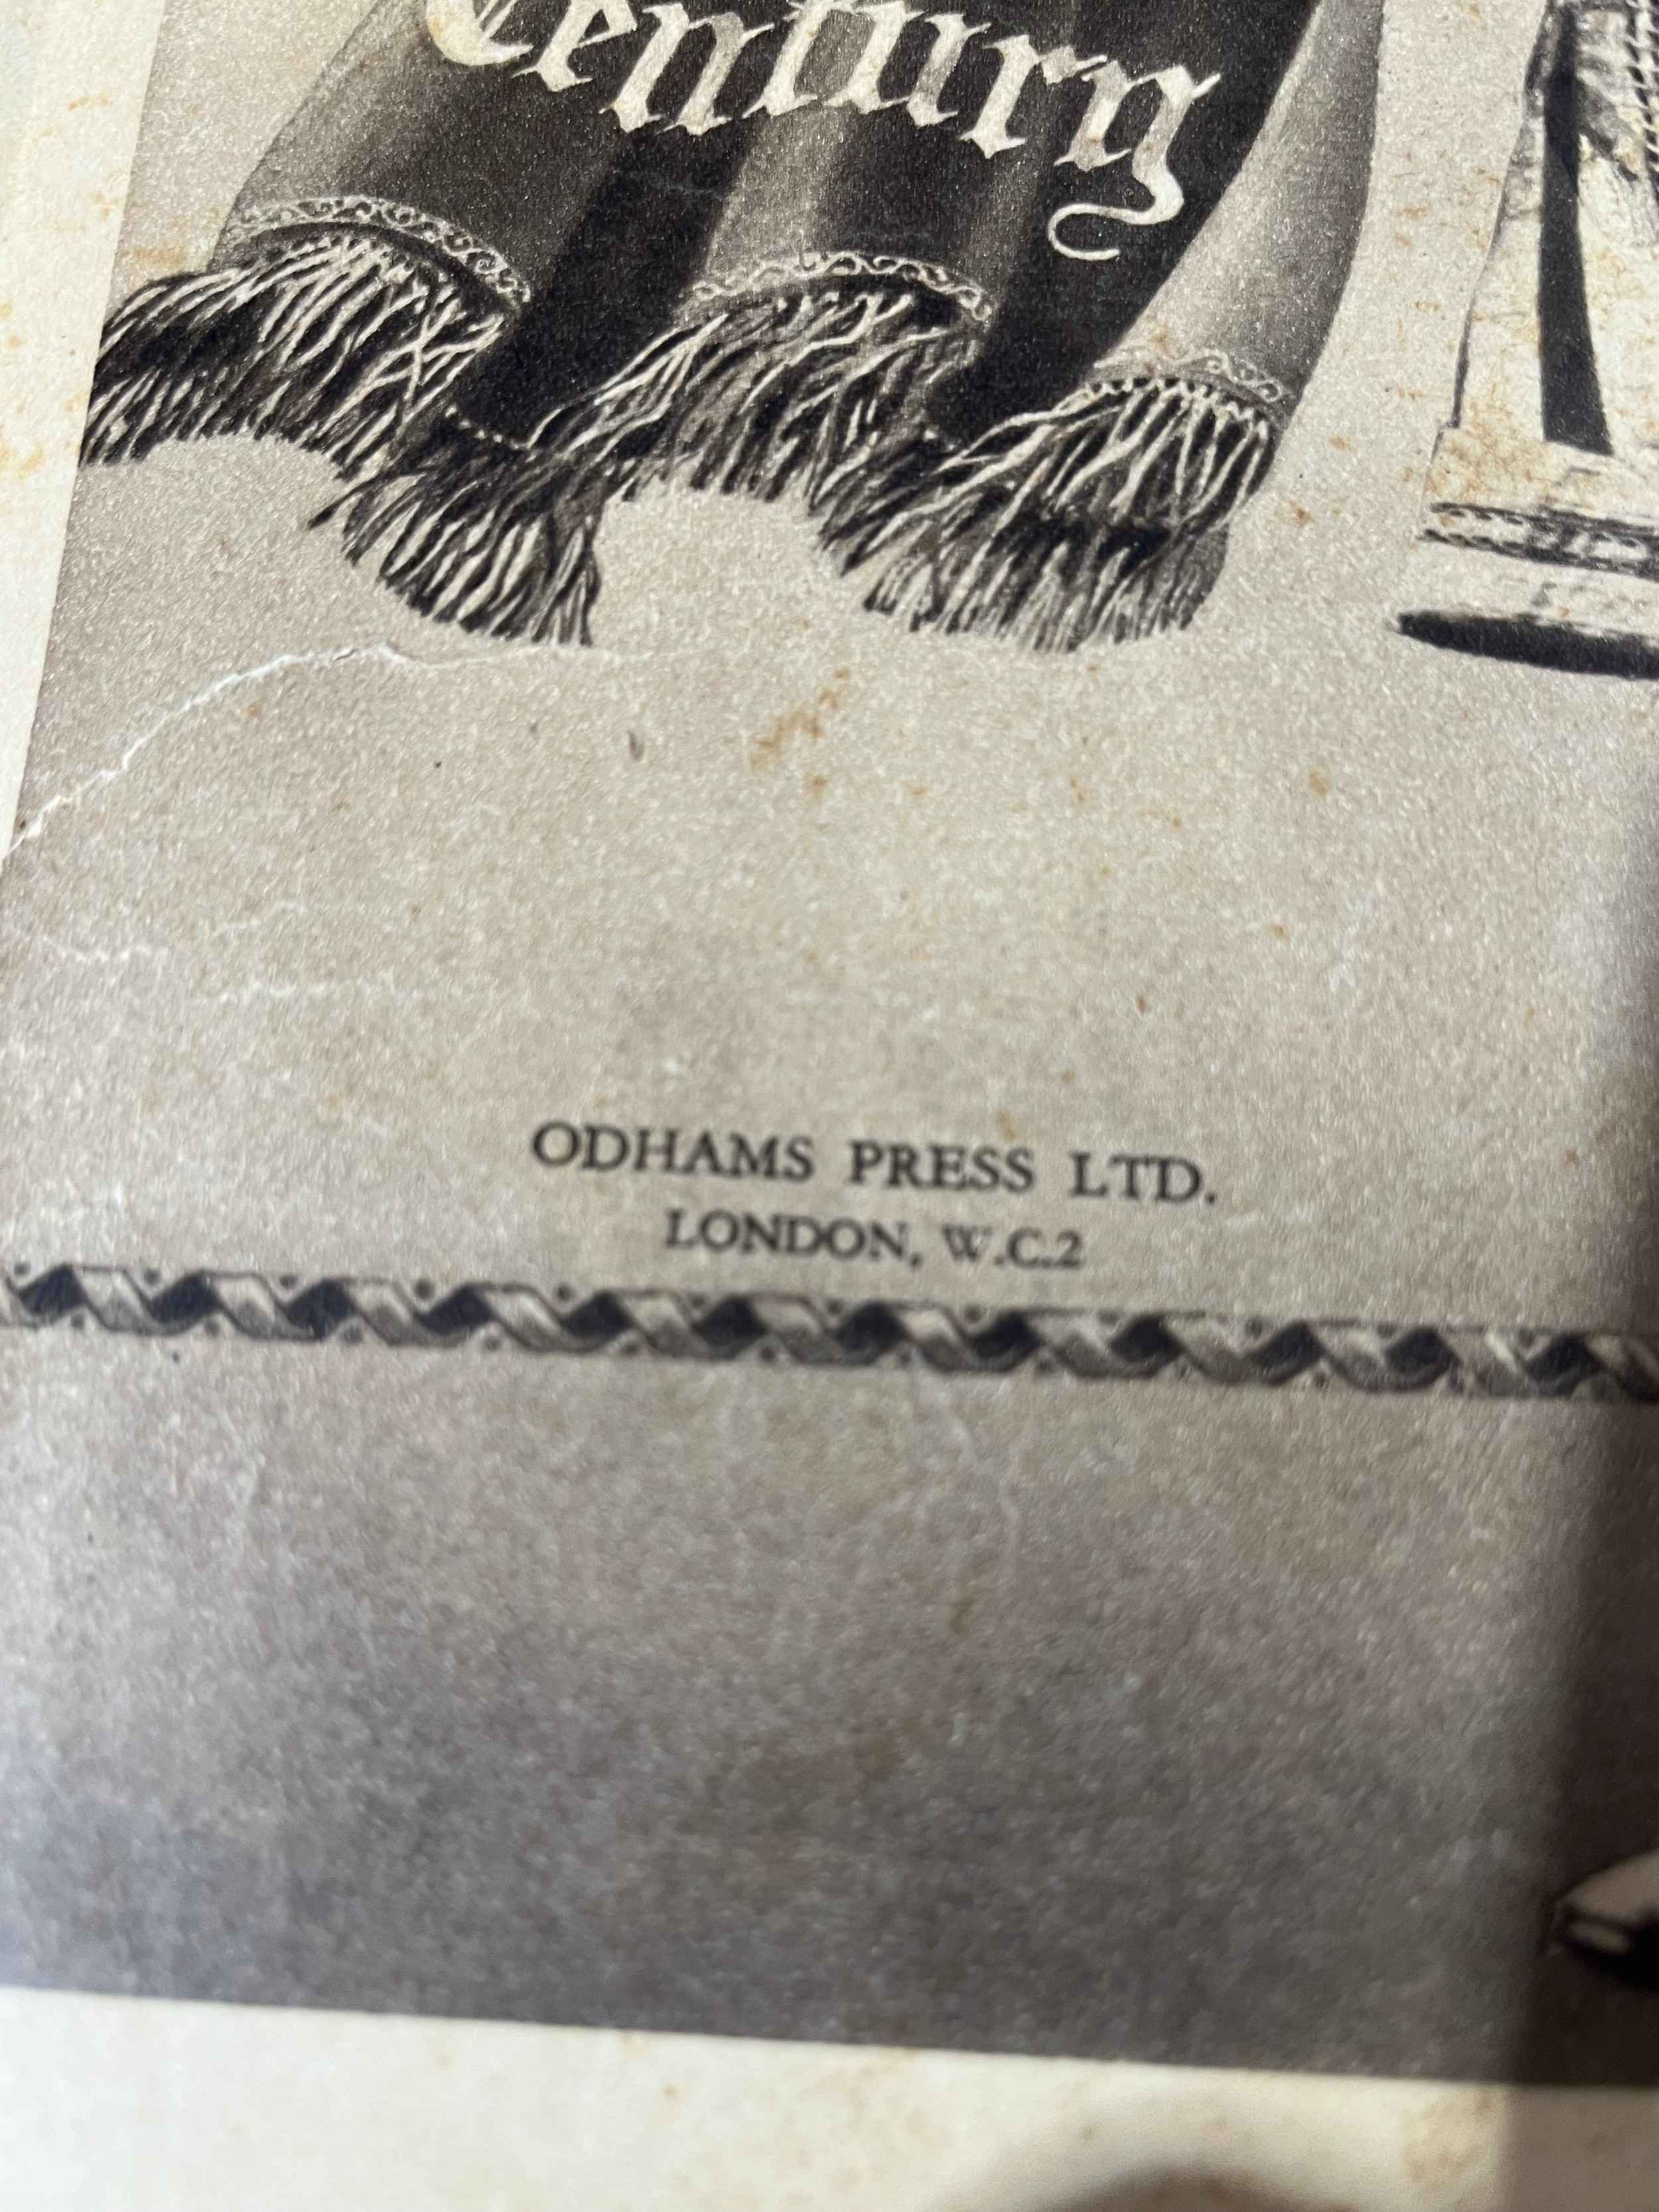 Century
ODHAMS PRESS LTD.
LONDON, W.C.2